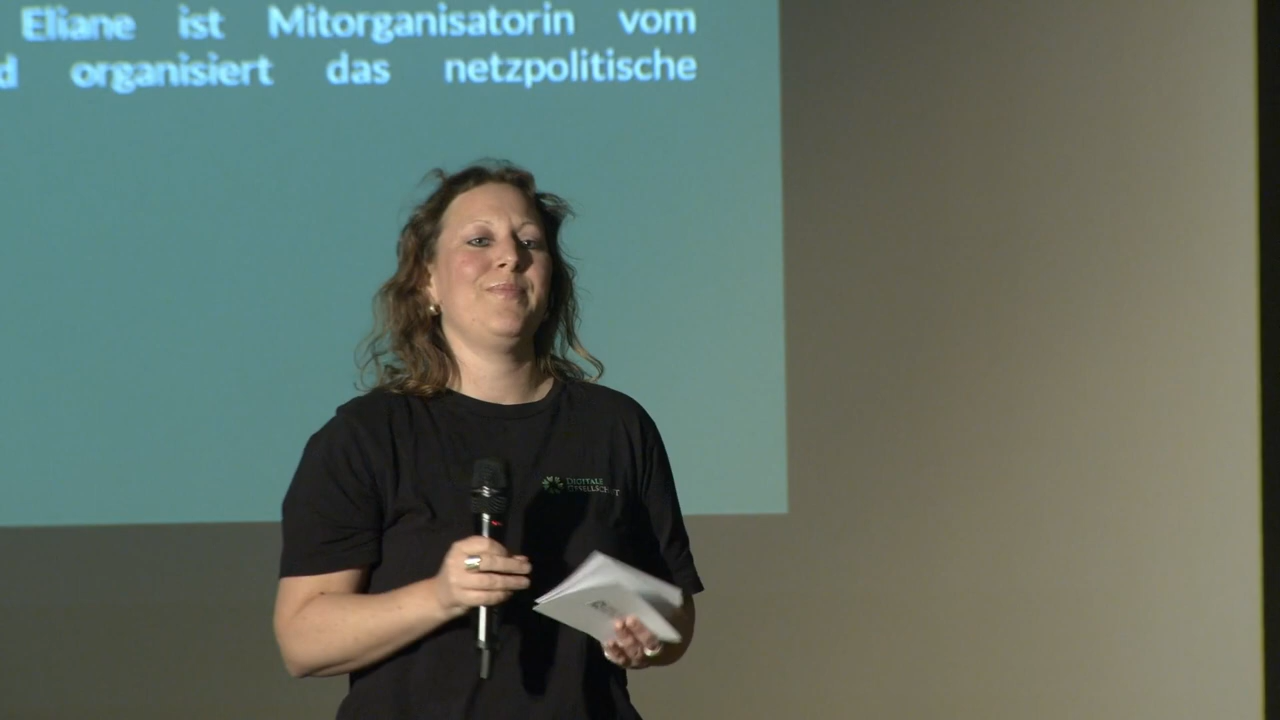 Eliane ist Mitorganisatorin vom
d organisiert das netzpolitische
DIGITALE
GESELLSCHAFT